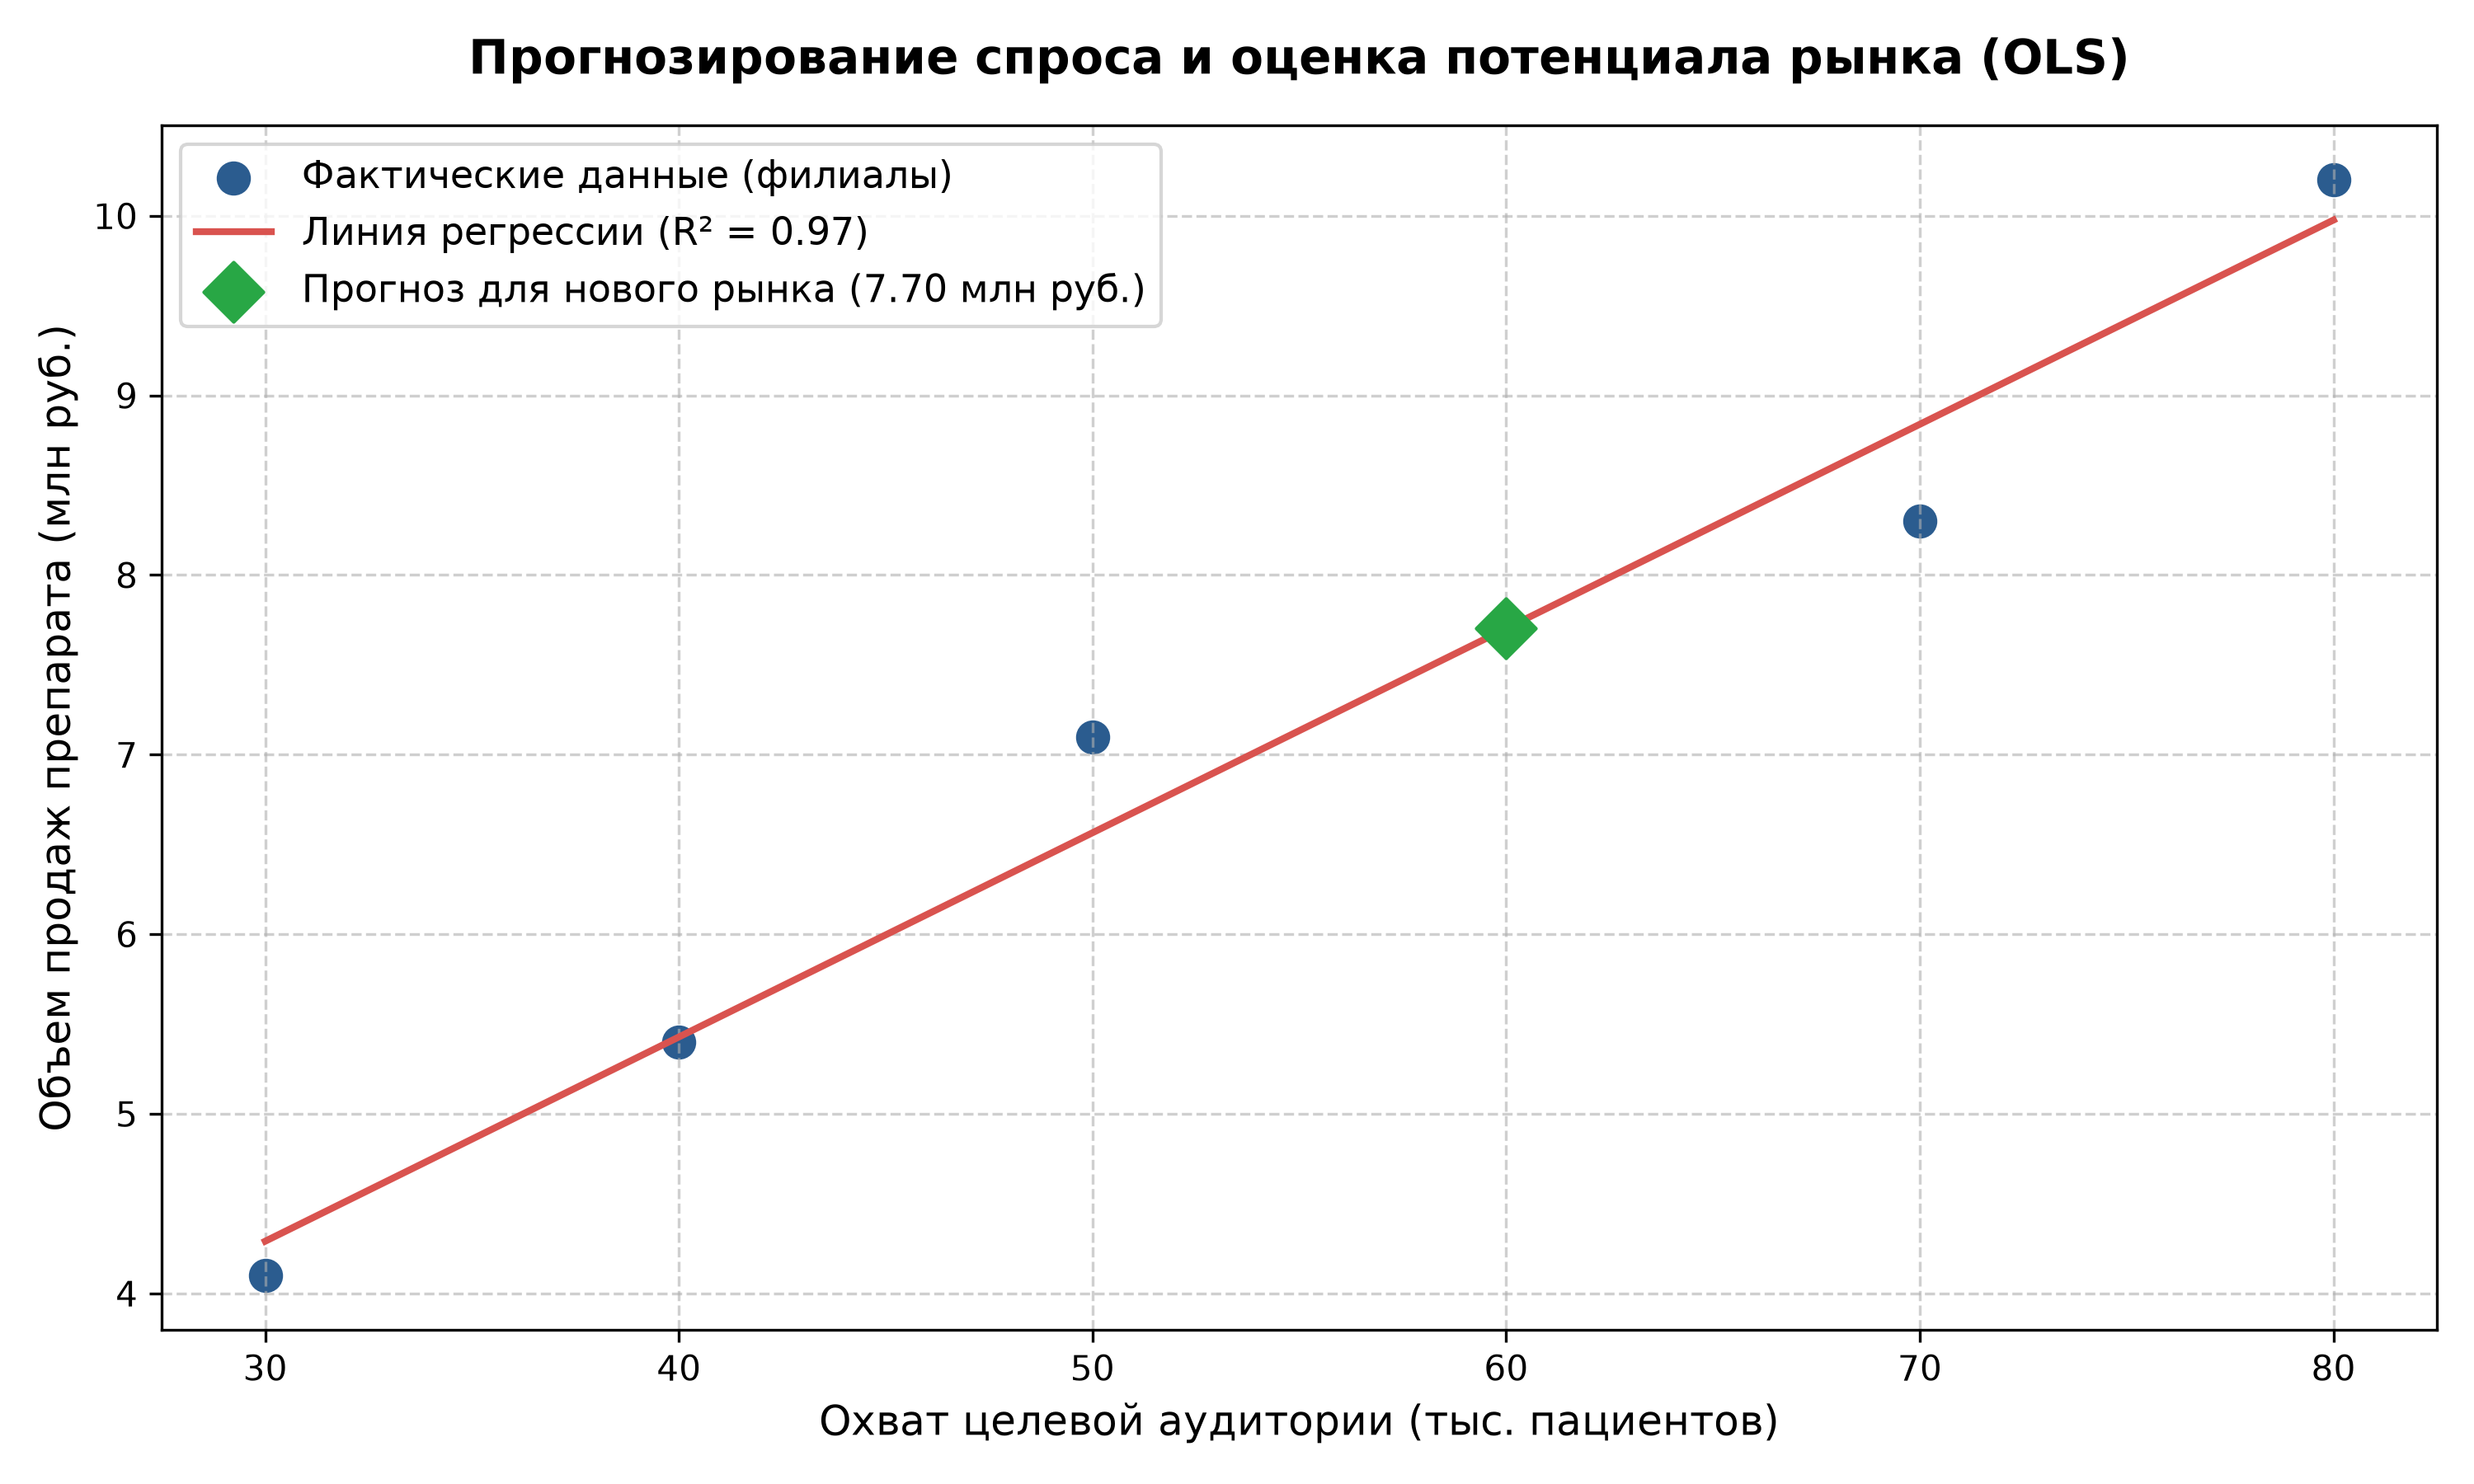 Прогнозирование спроса и оценка потенциала рынка (OLS)
Фактические данные (филиалы)
Линия регрессии (R² = 0.97)
Прогноз для нового рынка (7.70 млн руб.)
Объем продаж препарата (млн руб.)
10
9
8
7
6
5
4
30 40 50 60 70 80
Охват целевой аудитории (тыс. пациентов)